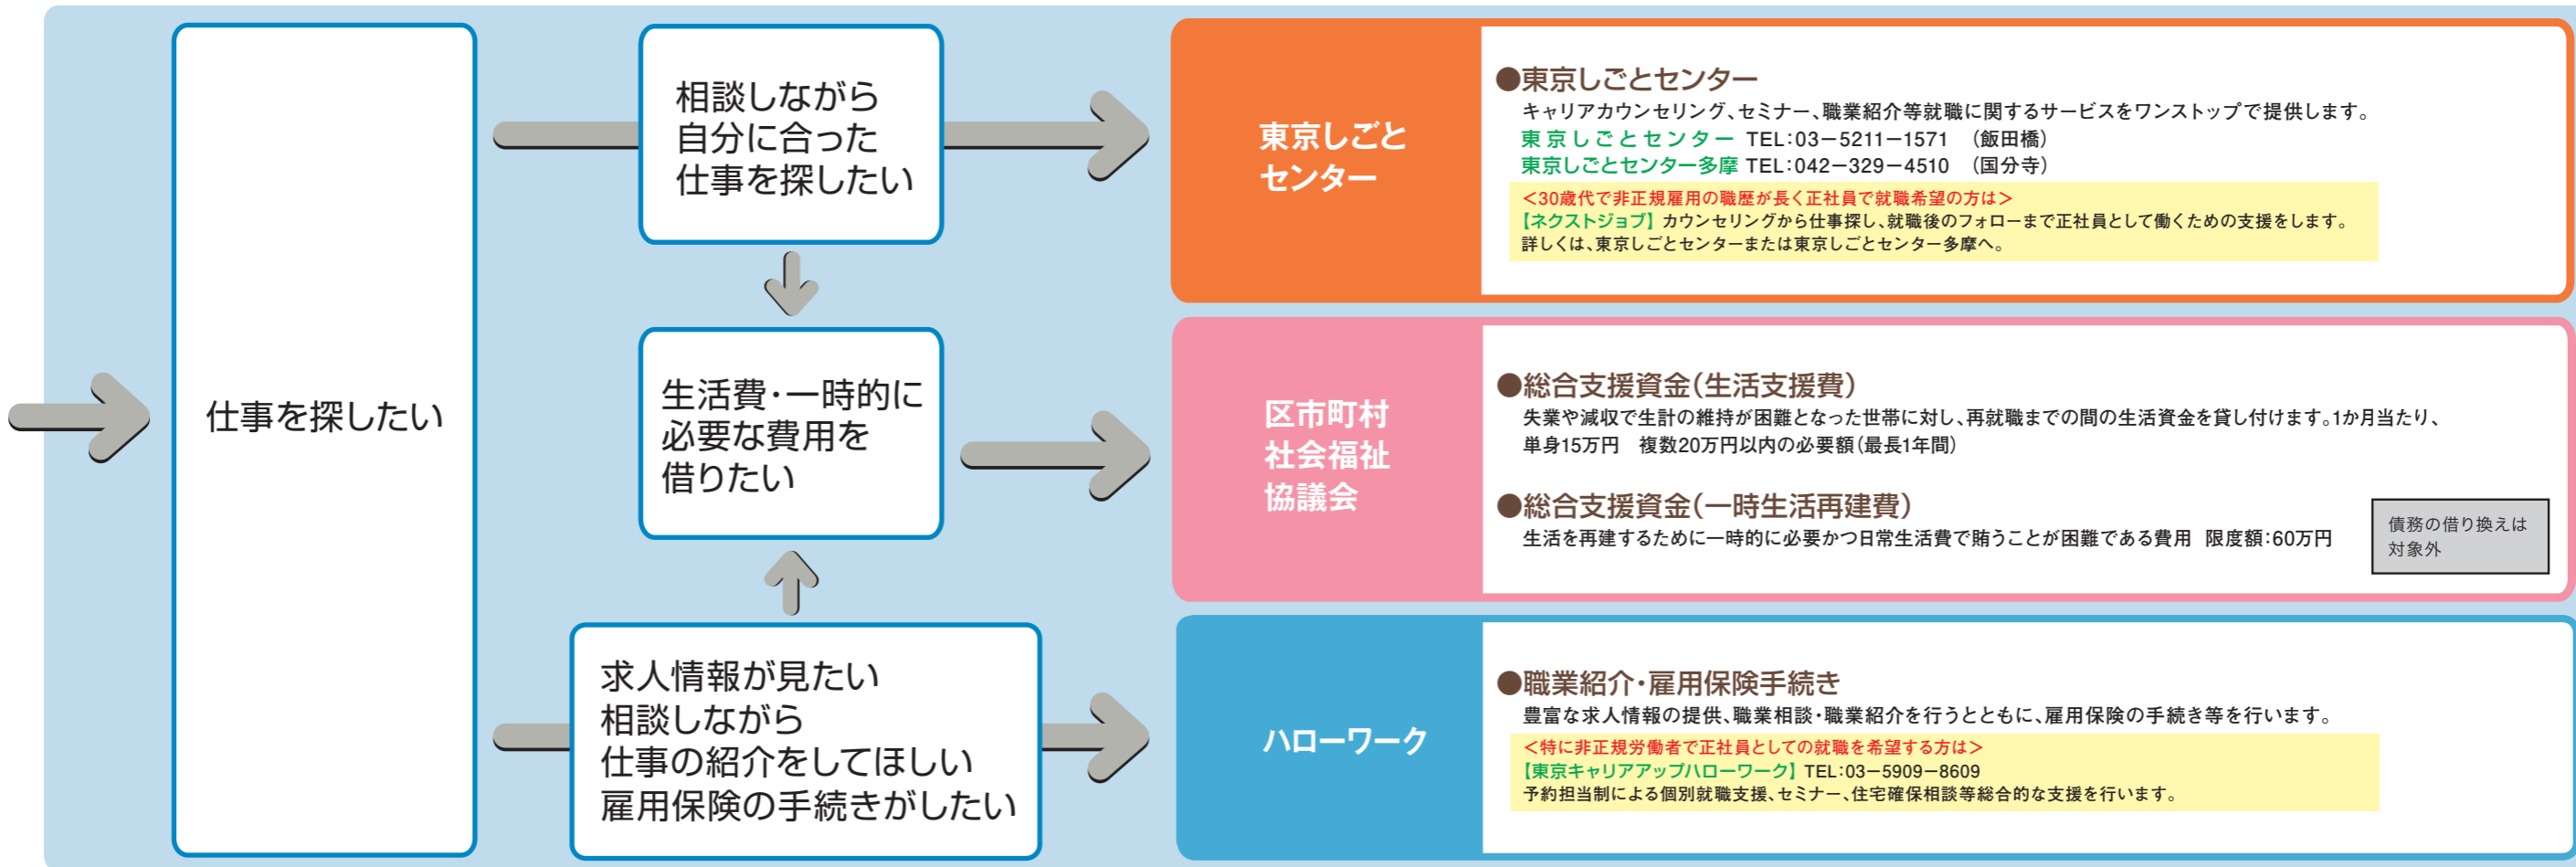 仕事を探したい
相談しながら
自分に合った
仕事を探したい
生活費・一時的に
必要な費用を
借りたい
求人情報が見たい
相談しながら
仕事の紹介をしてほしい
雇用保険の手続きがしたい
東京しごと
センター
●東京しごとセンター
キャリアカウンセリング、セミナー、職業紹介等就職に関するサービスをワンストップで提供します。
東京しごとセンター TEL:03−5211−1571 (飯田橋)
東京しごとセンター多摩 TEL:042−329−4510 (国分寺)
<30歳代で非正規雇用の職歴が長く正社員で就職希望の方は>
【ネクストジョブ】カウンセリングから仕事探し、就職後のフォローまで正社員として働くための支援をします。
詳しくは、東京しごとセンターまたは東京しごとセンター多摩へ。
区市町村
社会福祉
協議会
●総合支援資金(生活支援費)
失業や減収で生計の維持が困難となった世帯に対し、再就職までの間の生活資金を貸し付けます。1か月当たり、
単身15万円 複数20万円以内の必要額(最長1年間)
●総合支援資金(一時生活再建費)
生活を再建するために一時的に必要かつ日常生活費で賄うことが困難である費用 限度額:60万円
債務の借り換えは
対象外
ハローワーク
●職業紹介・雇用保険手続き
豊富な求人情報の提供、職業相談・職業紹介を行うとともに、雇用保険の手続き等を行います。
<特に非正規労働者で正社員としての就職を希望する方は>
【東京キャリアアップハローワーク】TEL:03−5909−8609
予約担当制による個別就職支援、セミナー、住宅確保相談等総合的な支援を行います。